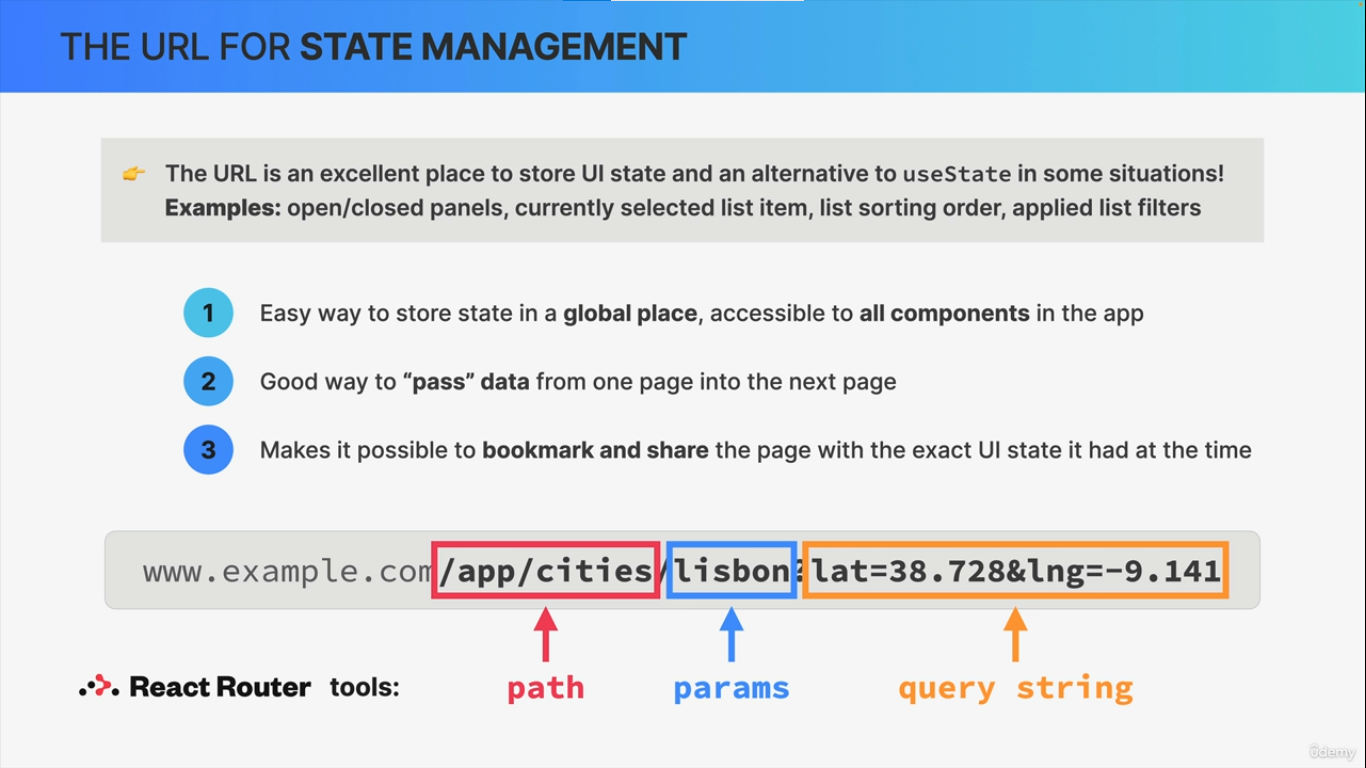 THE URL FOR STATE MANAGEMENT
👉 The URL is an excellent place to store UI state and an alternative to useState in some situations!
Examples: open/closed panels, currently selected list item, list sorting order, applied list filters
1 Easy way to store state in a global place, accessible to all components in the app
2 Good way to “pass” data from one page into the next page
3 Makes it possible to bookmark and share the page with the exact UI state it had at the time
www.example.com/app/cities/lisbon?lat=38.728&lng=-9.141
React Router tools: path params query string
ûdemy